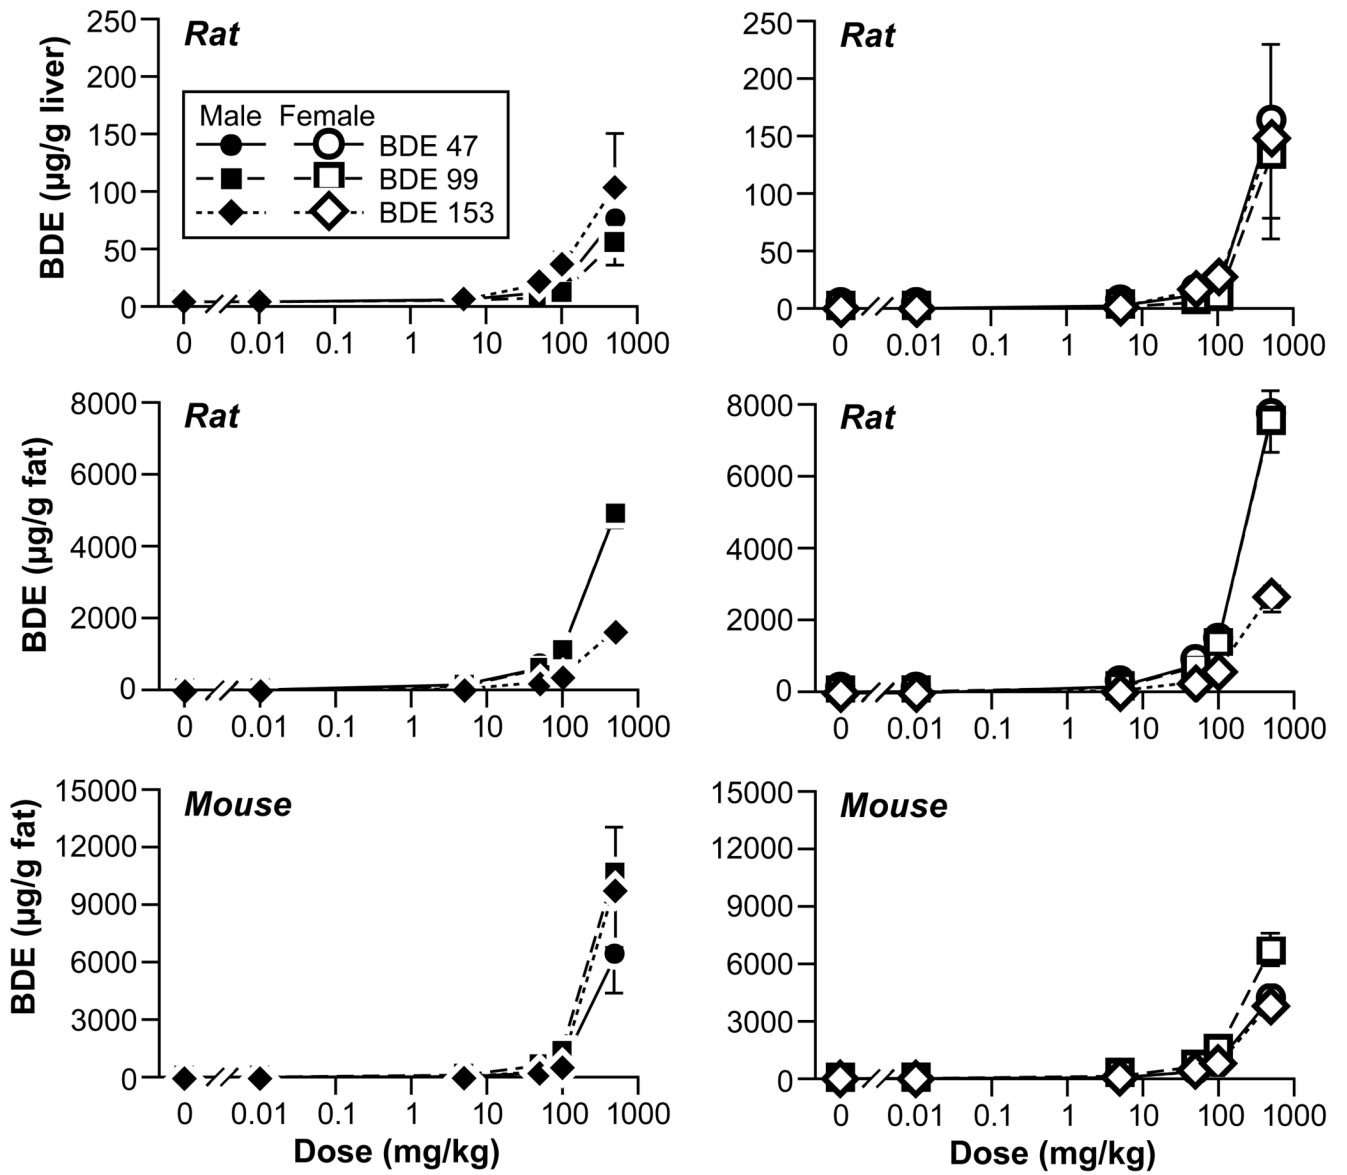 Rat
BDE (µg/g liver)
250
200
150
100
50
0
Male Female
BDE 47
BDE 99
BDE 153
0 0.01 0.1 1 10 100 1000
Rat
250
200
150
100
50
0
0 0.01 0.1 1 10 100 1000
Rat
BDE (µg/g fat)
8000
6000
4000
2000
0
0 0.01 0.1 1 10 100 1000
Rat
8000
6000
4000
2000
0
0 0.01 0.1 1 10 100 1000
Mouse
BDE (µg/g fat)
15000
12000
9000
6000
3000
0
0 0.01 0.1 1 10 100 1000
Dose (mg/kg)
Mouse
15000
12000
9000
6000
3000
0
0 0.01 0.1 1 10 100 1000
Dose (mg/kg)